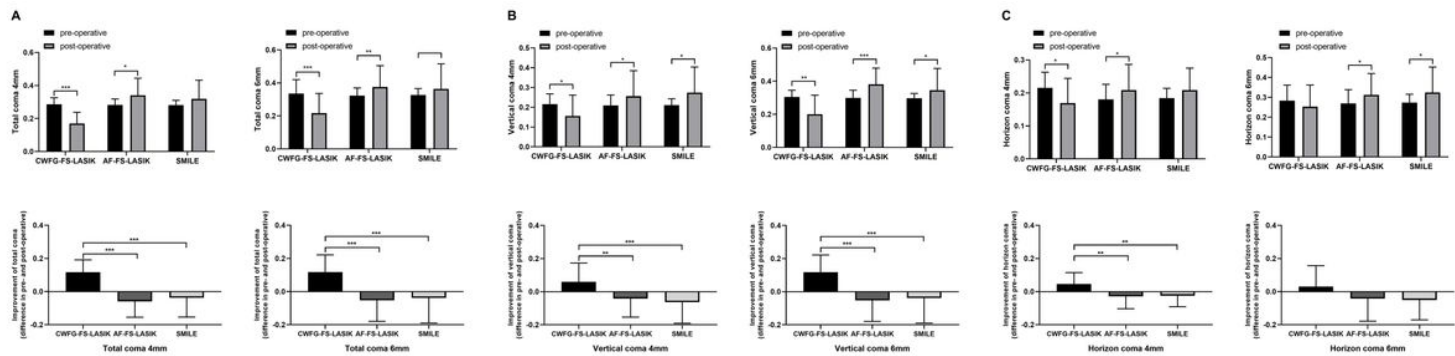 A
pre-operative
post-operative
Total coma 4mm
0.6
0.4
0.2
0.0
***
*
CWFG-FS-LASIK AF-FS-LASIK SMILE
pre-operative
post-operative
Total coma 6mm
0.8
0.6
0.4
0.2
0.0
***
**
CWFG-FS-LASIK AF-FS-LASIK SMILE
B
pre-operative
post-operative
Vertical coma 4mm
0.6
0.4
0.2
0.0
*
*
*
CWFG-FS-LASIK AF-FS-LASIK SMILE
pre-operative
post-operative
Vertical coma 6mm
0.8
0.6
0.4
0.2
0.0
**
***
*
CWFG-FS-LASIK AF-FS-LASIK SMILE
C
pre-operative
post-operative
Horizon coma 4mm
0.3
0.2
0.1
0.0
*
*
CWFG-FS-LASIK AF-FS-LASIK SMILE
pre-operative
post-operative
Horizon coma 6mm
0.5
0.4
0.3
0.2
0.1
0.0
*
*
CWFG-FS-LASIK AF-FS-LASIK SMILE
Improvement of total coma
(difference in pre- and post-operative)
0.4
0.2
0.0
-0.2
***
***
CWFG-FS-LASIK AF-FS-LASIK SMILE
Total coma 4mm
Improvement of total coma
(difference in pre- and post-operative)
0.4
0.2
0.0
-0.2
***
***
CWFG-FS-LASIK AF-FS-LASIK SMILE
Total coma 6mm
Improvement of vertical coma
(difference in pre- and post-operative)
0.4
0.2
0.0
-0.2
***
**
CWFG-FS-LASIK AF-FS-LASIK SMILE
Vertical coma 4mm
Improvement of vertical coma
(difference in pre- and post-operative)
0.4
0.2
0.0
-0.2
***
***
CWFG-FS-LASIK AF-FS-LASIK SMILE
Vertical coma 6mm
Improvement of horizon coma
(difference in pre- and post-operative)
0.4
0.2
0.0
-0.2
**
**
CWFG-FS-LASIK AF-FS-LASIK SMILE
Horizon coma 4mm
Improvement of horizon coma
(difference in pre- and post-operative)
0.4
0.2
0.0
-0.2
CWFG-FS-LASIK AF-FS-LASIK SMILE
Horizon coma 6mm